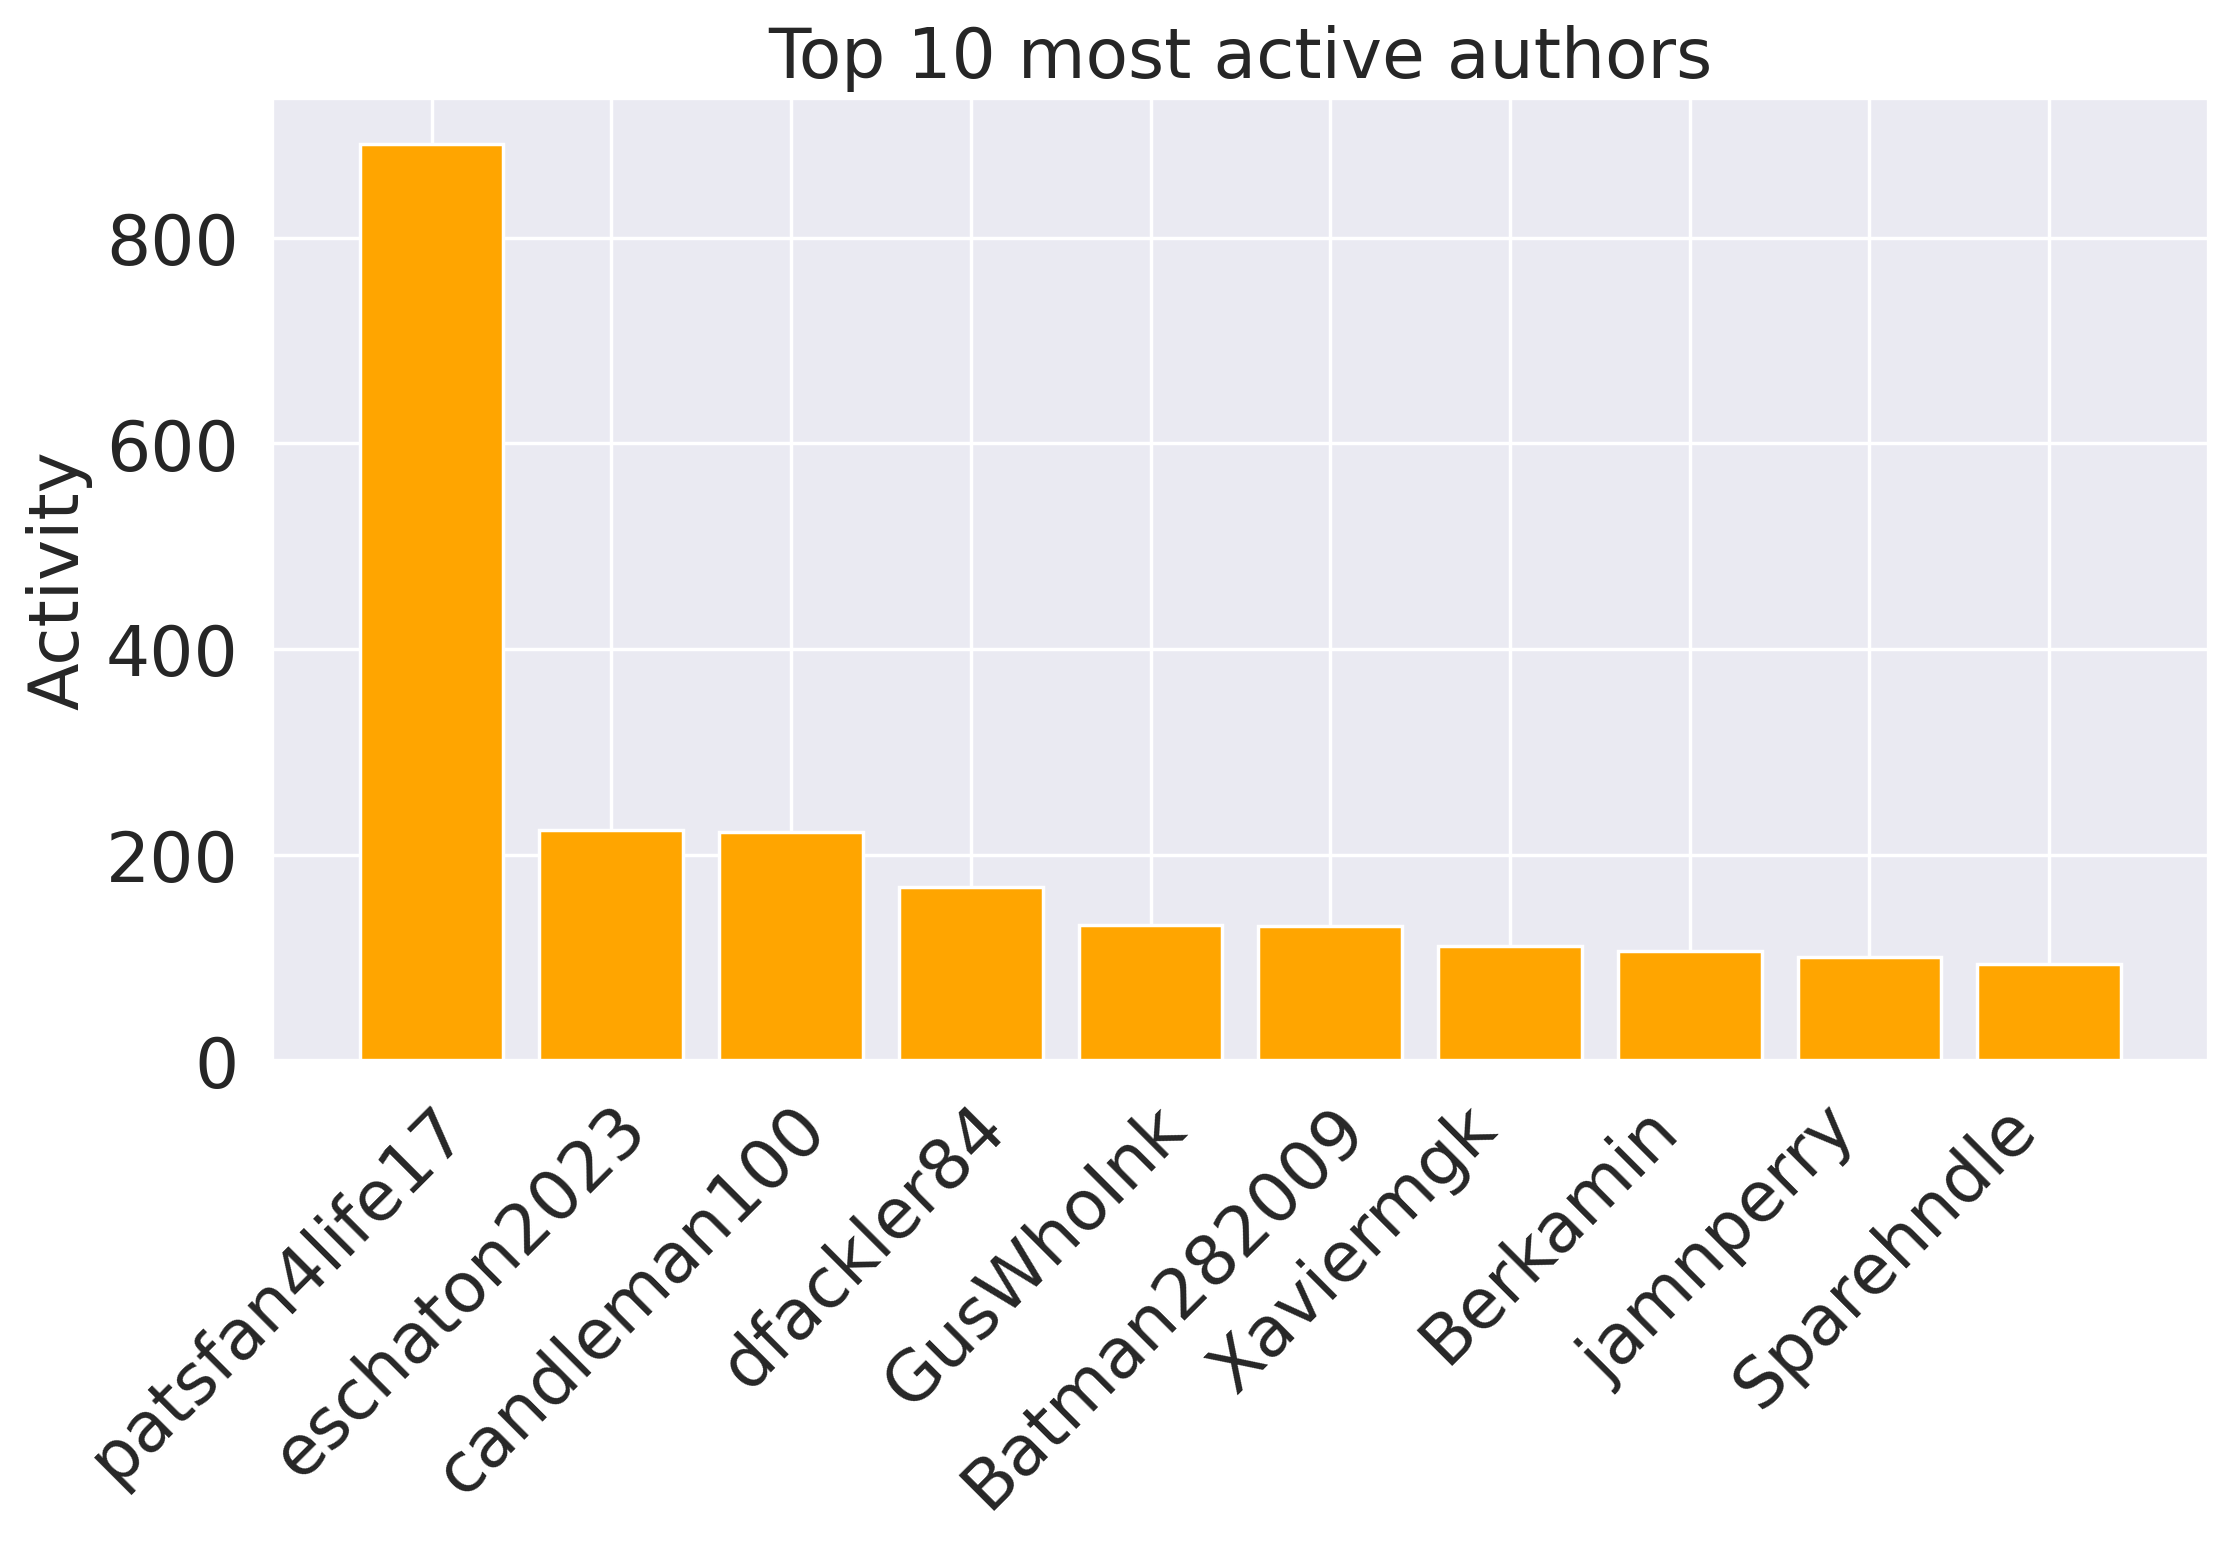 Top 10 most active authors
Activity
800
600
400
200
0
patsfan4life17
eschaton2023
candleman100
dfackler84
GusWhoInk
Batman282009
Xaviermgk
Berkamin
jamnperry
Sparehndle